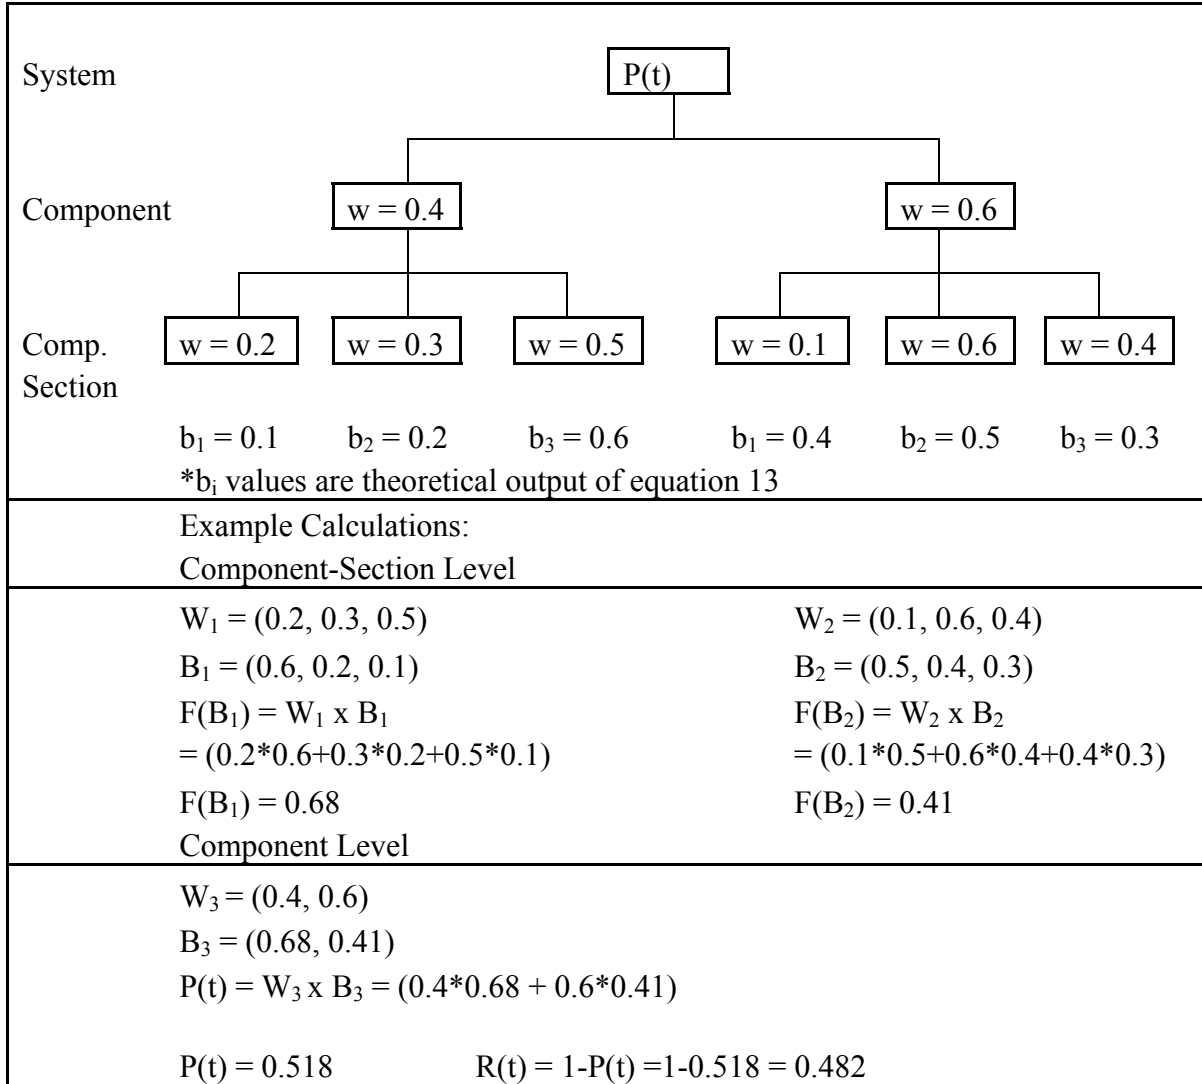 System P(t)
Component w = 0.4 w = 0.6
Comp. w = 0.2 w = 0.3 w = 0.5 w = 0.1 w = 0.6 w = 0.4
Section
b₁ = 0.1 b₂ = 0.2 b₃ = 0.6 b₁ = 0.4 b₂ = 0.5 b₃ = 0.3
*bᵢ values are theoretical output of equation 13
Example Calculations:
Component-Section Level
W₁ = (0.2, 0.3, 0.5) W₂ = (0.1, 0.6, 0.4)
B₁ = (0.6, 0.2, 0.1) B₂ = (0.5, 0.4, 0.3)
F(B₁) = W₁ x B₁ F(B₂) = W₂ x B₂
= (0.2*0.6+0.3*0.2+0.5*0.1) = (0.1*0.5+0.6*0.4+0.4*0.3)
F(B₁) = 0.68 F(B₂) = 0.41
Component Level
W₃ = (0.4, 0.6)
B₃ = (0.68, 0.41)
P(t) = W₃ x B₃ = (0.4*0.68 + 0.6*0.41)
P(t) = 0.518 R(t) = 1-P(t) =1-0.518 = 0.482